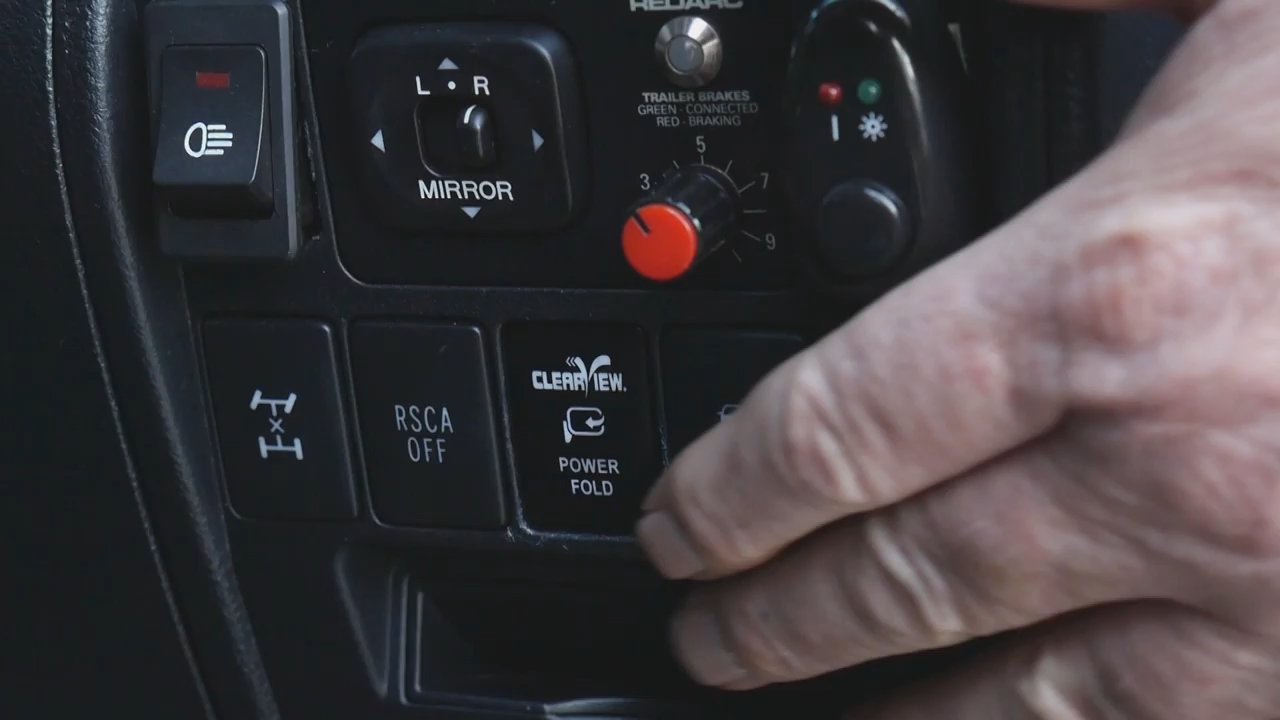 REDARC
L • R
MIRROR
TRAILER BRAKES
GREEN - CONNECTED
RED - BRAKING
5
3
7
9
RSCA
OFF
CLEARVIEW.
POWER
FOLD